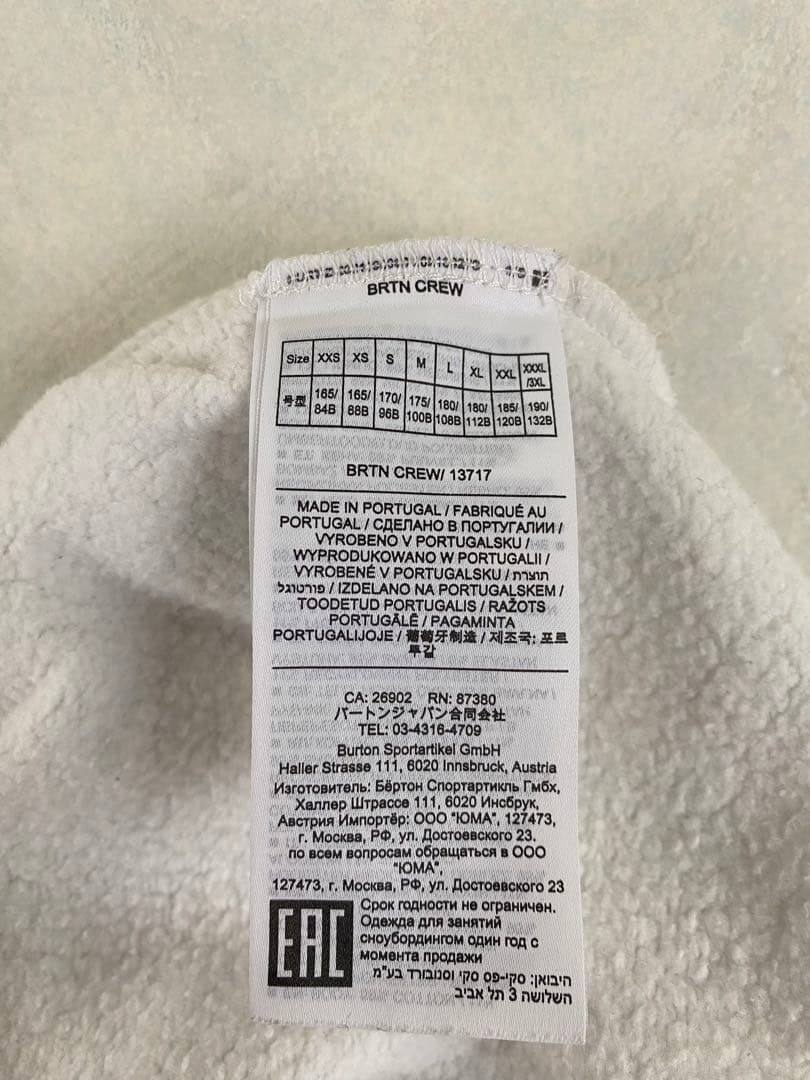 BRTN CREW
Size XXS XS S M L XL XXL XXXL
/3XL
号型 165/ 165/ 170/ 175/ 180/ 180/ 185/ 190/
84B 88B 96B 100B 108B 112B 120B 132B
BRTN CREW/ 13717
MADE IN PORTUGAL / FABRIQUÉ AU
PORTUGAL / СДЕЛАНО В ПОРТУГАЛИИ /
VYROBENO V PORTUGALSKU /
WYPRODUKOWANO W PORTUGALII /
VYROBENÉ V PORTUGALSKU / תוצרת
פורטוגל / IZDELANO NA PORTUGALSKEM /
TOODETUD PORTUGALIS / RAŽOTS
PORTUGĀLĒ / PAGAMINTA
PORTUGALIJOJE / 葡萄牙制造 / 제조국: 포르
투갈
CA: 26902 RN: 87380
バートンジャパン合同会社
TEL: 03-4316-4709
Burton Sportartikel GmbH
Haller Strasse 111, 6020 Innsbruck, Austria
Изготовитель: Бёртон Спортартикль Гмбх,
Халлер Штрассе 111, 6020 Инсбрук,
Австрия Импортёр: ООО "ЮМА", 127473,
г. Москва, РФ, ул. Достоевского 23.
по всем вопросам обращаться в ООО
"ЮМА",
127473, г. Москва, РФ, ул. Достоевского 23
EAC
Срок годности не ограничен.
Одежда для занятий
сноубордингом один год с
момента продажи
היבואן: סקי-פס סקי וסנובורד בע"מ
השלושה 3 תל אביב